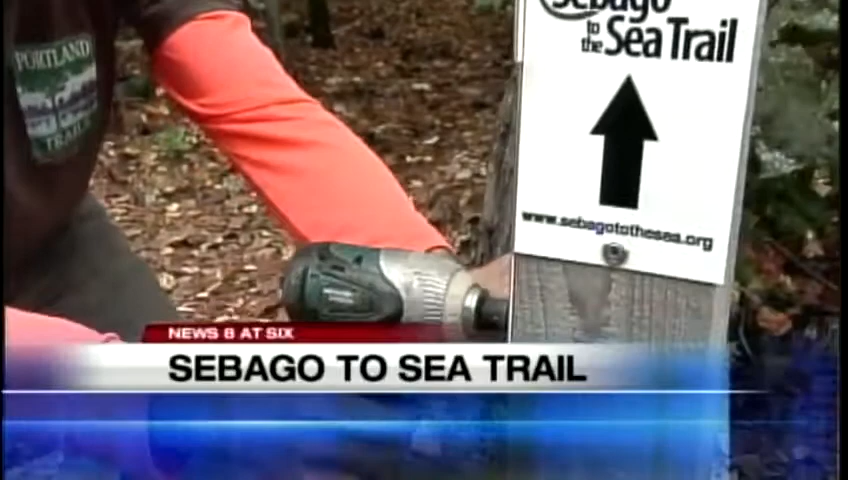 PORTLAND
TRAILS
Sebago
to
the Sea Trail
www.sebagotothesea.org
NEWS 8 AT SIX
SEBAGO TO SEA TRAIL